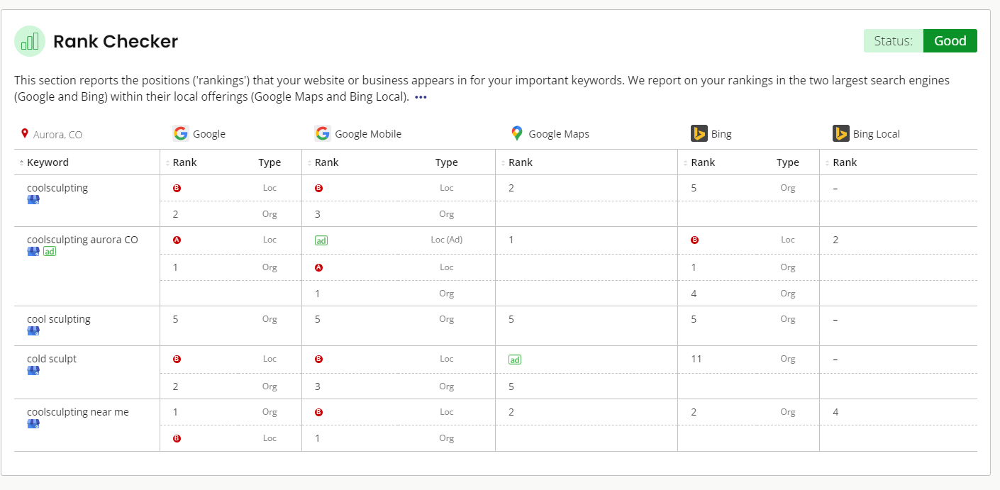 Rank Checker
Status: Good
This section reports the positions ('rankings') that your website or business appears in for your important keywords. We report on your rankings in the two largest search engines
(Google and Bing) within their local offerings (Google Maps and Bing Local). •••
Aurora, CO Google Google Mobile Google Maps Bing Bing Local
Keyword Rank Type Rank Type Rank Rank Type Rank
coolsculpting B Loc B Loc 2 5 Org –
2 Org 3 Org
coolsculpting aurora CO A Loc ad Loc (Ad) 1 B Loc 2
ad
1 Org A Loc 1 Org
1 Org 4 Org
cool sculpting 5 Org 5 Org 5 5 Org –
cold sculpt B Loc B Loc ad 11 Org –
2 Org 3 Org 5
coolsculpting near me 1 Org B Loc 2 2 Org 4
B Loc 1 Org